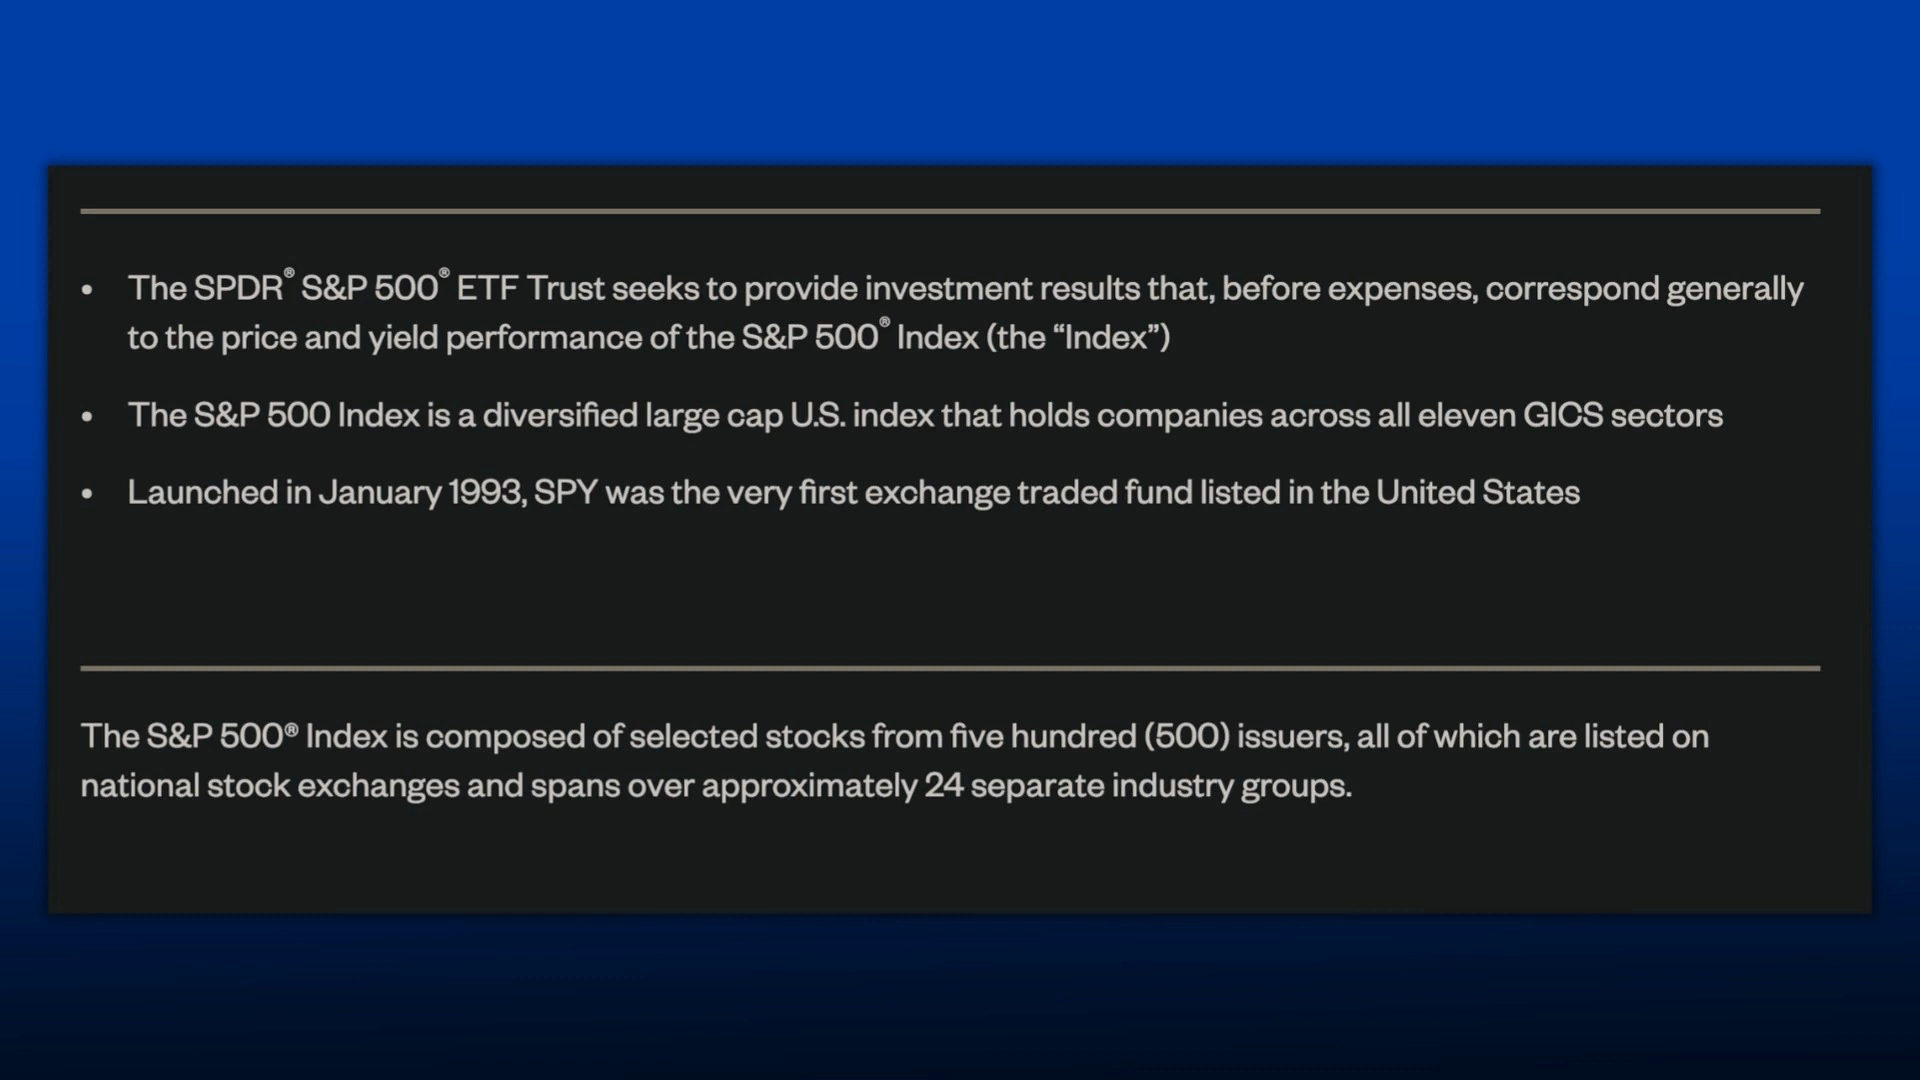 • The SPDR® S&P 500® ETF Trust seeks to provide investment results that, before expenses, correspond generally
to the price and yield performance of the S&P 500® Index (the “Index”)
• The S&P 500 Index is a diversified large cap U.S. index that holds companies across all eleven GICS sectors
• Launched in January 1993, SPY was the very first exchange traded fund listed in the United States
The S&P 500® Index is composed of selected stocks from five hundred (500) issuers, all of which are listed on
national stock exchanges and spans over approximately 24 separate industry groups.